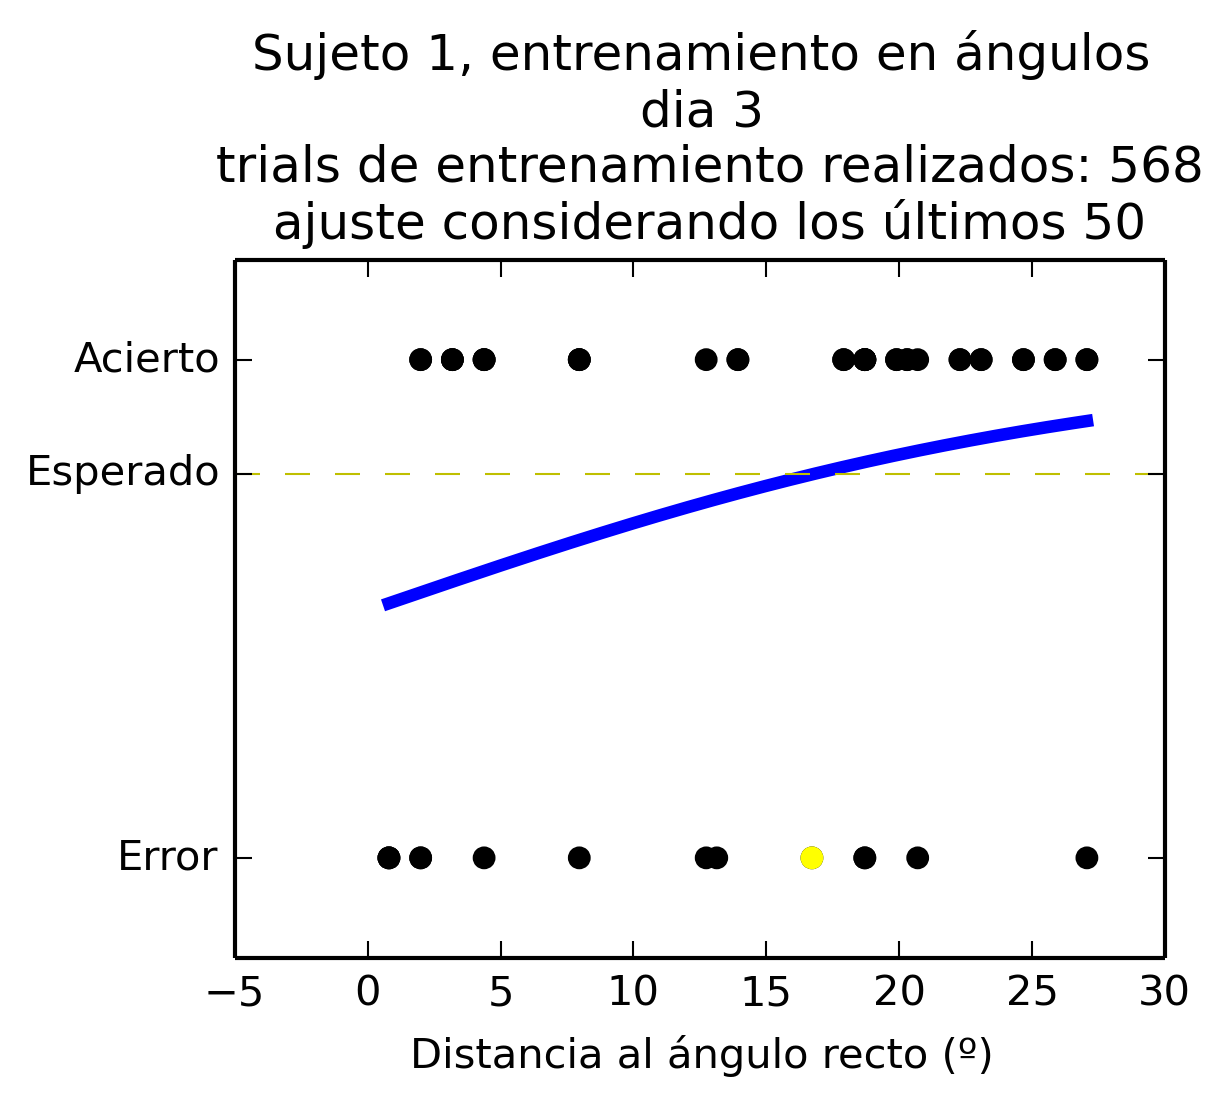 Sujeto 1, entrenamiento en ángulos
dia 3
trials de entrenamiento realizados: 568
ajuste considerando los últimos 50
Acierto
Esperado
Error
−5 0 5 10 15 20 25 30
Distancia al ángulo recto (º)